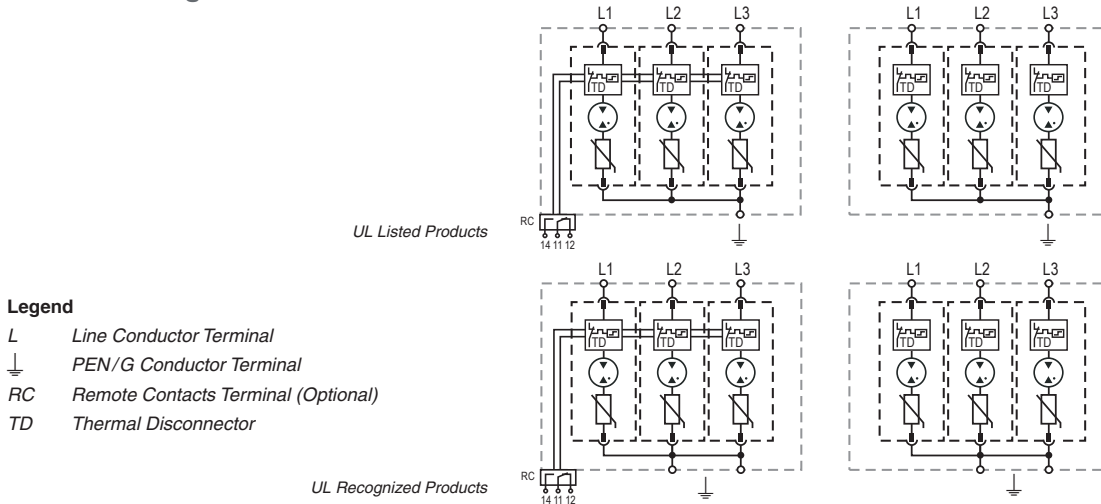 L1 L2 L3 L1 L2 L3
TD TD TD TD TD TD
RC
UL Listed Products
14 11 12
L1 L2 L3 L1 L2 L3
Legend
L Line Conductor Terminal
PEN/G Conductor Terminal
RC Remote Contacts Terminal (Optional)
TD Thermal Disconnector
TD TD TD TD TD TD
RC
UL Recognized Products
14 11 12